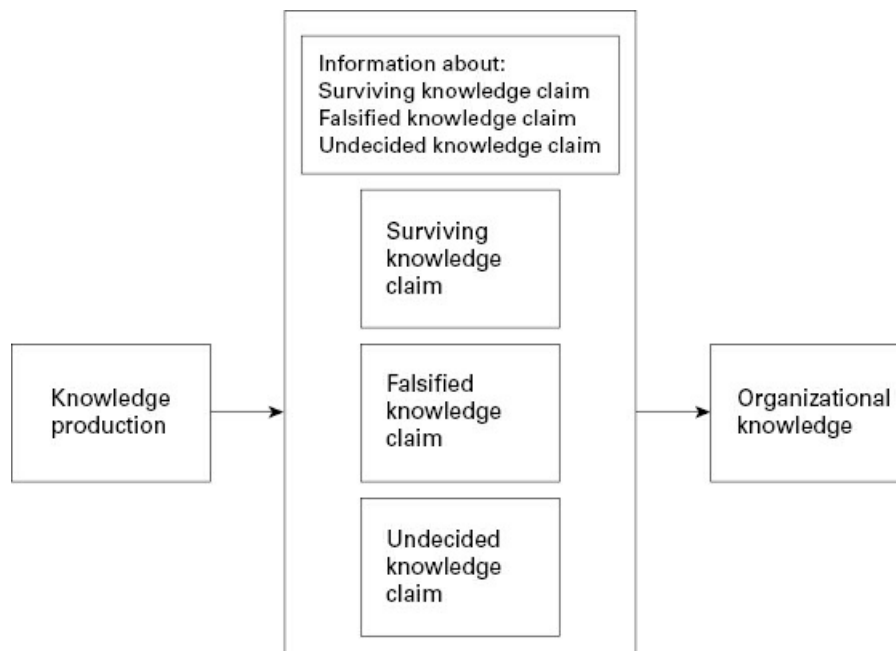 Information about:
Surviving knowledge claim
Falsified knowledge claim
Undecided knowledge claim
Surviving
knowledge
claim
Knowledge
production
Falsified
knowledge
claim
Organizational
knowledge
Undecided
knowledge
claim